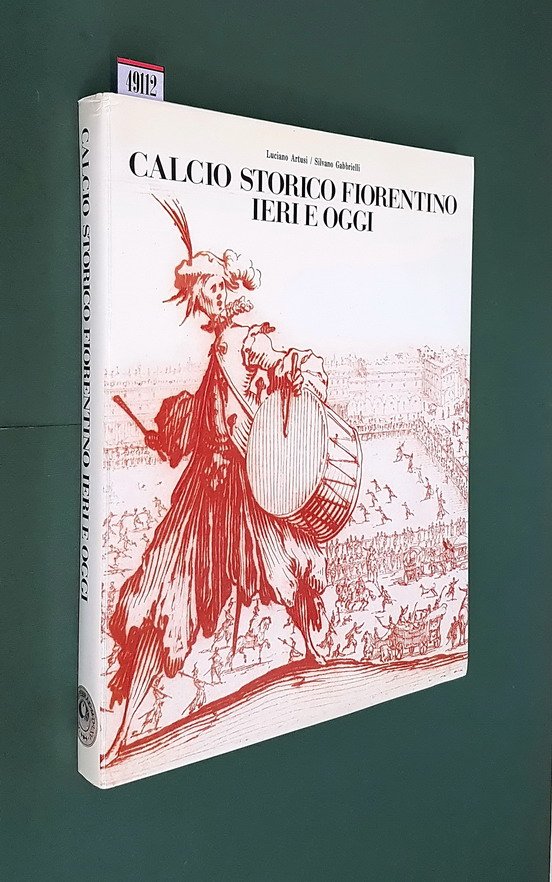 49112
Luciano Artusi / Silvano Gabbrielli
CALCIO STORICO FIORENTINO
IERI E OGGI
CALCIO STORICO FIORENTINO IERI E OGGI